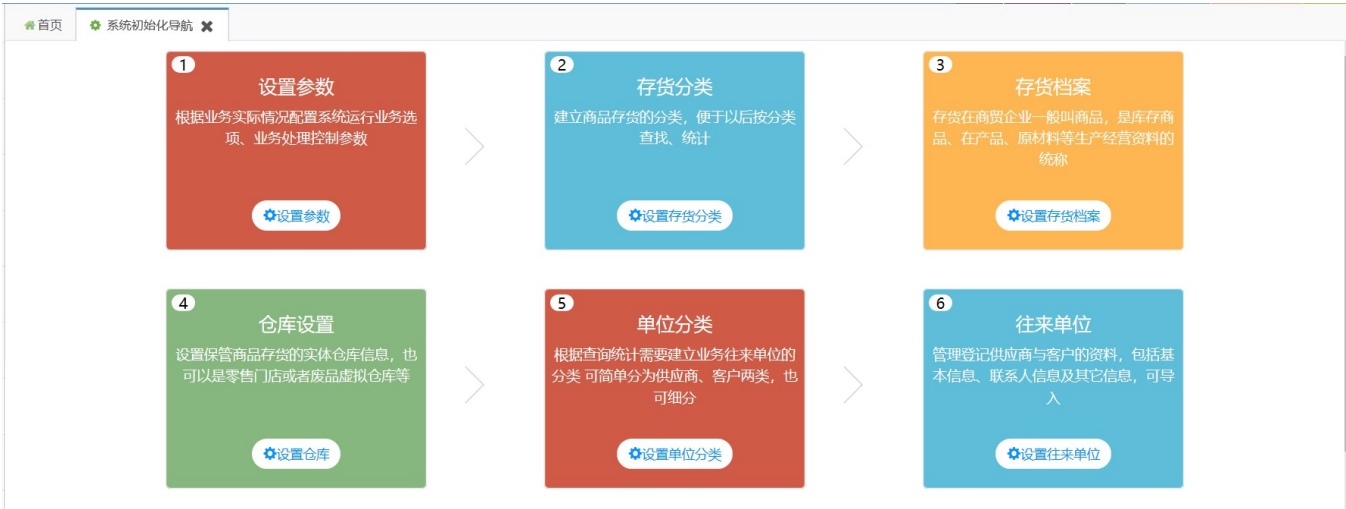 首页
系统初始化导航
1
设置参数
根据业务实际情况配置系统运行业务选
项、业务处理控制参数
设置参数
2
存货分类
建立商品存货的分类，便于以后按分类
查找、统计
设置存货分类
3
存货档案
存货在商贸企业一般叫商品，是库存商
品、在产品、原材料等生产经营资料的
统称
设置存货档案
4
仓库设置
设置保管商品存货的实体仓库信息，也
可以是零售门店或者废品虚拟仓库等
设置仓库
5
单位分类
根据查询统计需要建立业务往来单位的
分类 可简单分为供应商、客户两类，也
可细分
设置单位分类
6
往来单位
管理登记供应商与客户的资料，包括基
本信息、联系人信息及其它信息，可导
入
设置往来单位